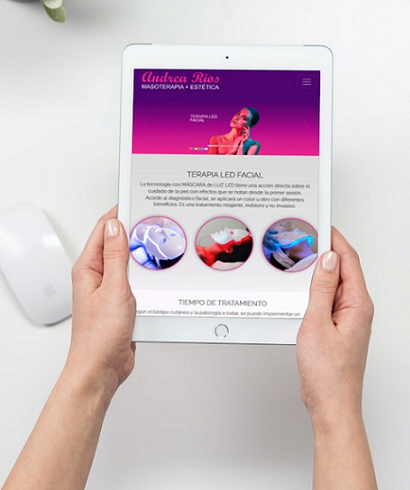 Andrea Rios
MASOTERAPIA + ESTÉTICA
TERAPIA LED
FACIAL
TERAPIA LED FACIAL
La tecnología con MÁSCARA de LUZ LED tiene una acción directa sobre el
cuidado de la piel con efectos que se notan desde la primer sesión.
Acorde al diagnóstico facial, se aplicará un color u otro con diferentes
beneficios. Es una tratamiento relajante, indoloro y no invasivo.
TIEMPO DE TRATAMIENTO
según el biotipo cutáneo y la patología a tratar, se puede implementar un